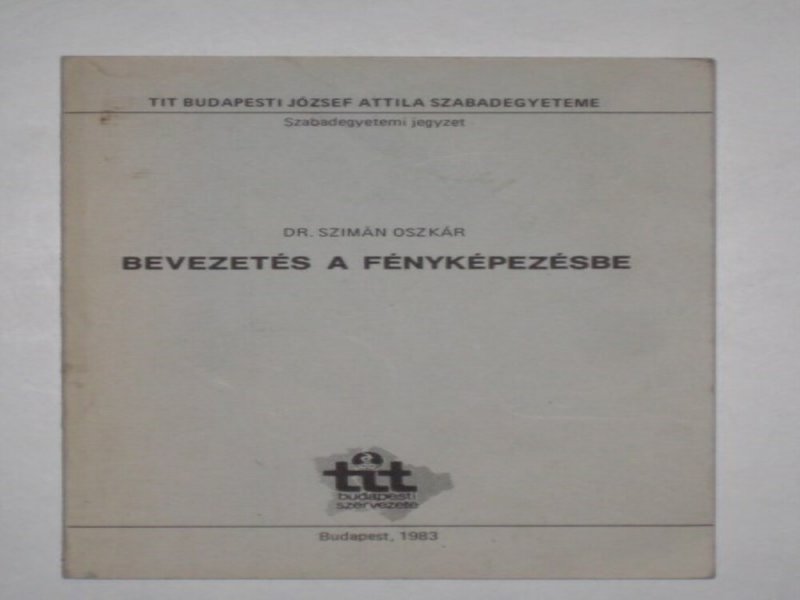 TIT BUDAPESTI JÓZSEF ATTILA SZABADEGYETEME
Szabadegyetemi jegyzet
DR. SZIMÁN OSZKÁR
BEVEZETÉS A FÉNYKÉPEZÉSBE
tit
budapesti
szervezete
Budapest, 1983